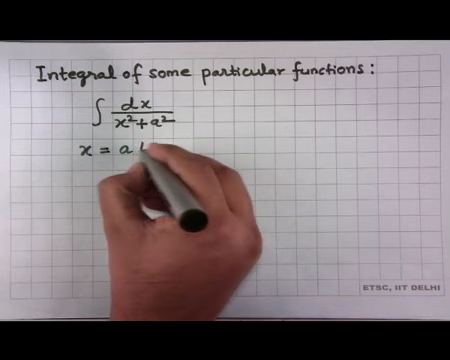 Integral of some particular functions :
∫ dx / x²+a²
x = a
ETSC, IIT DELHI